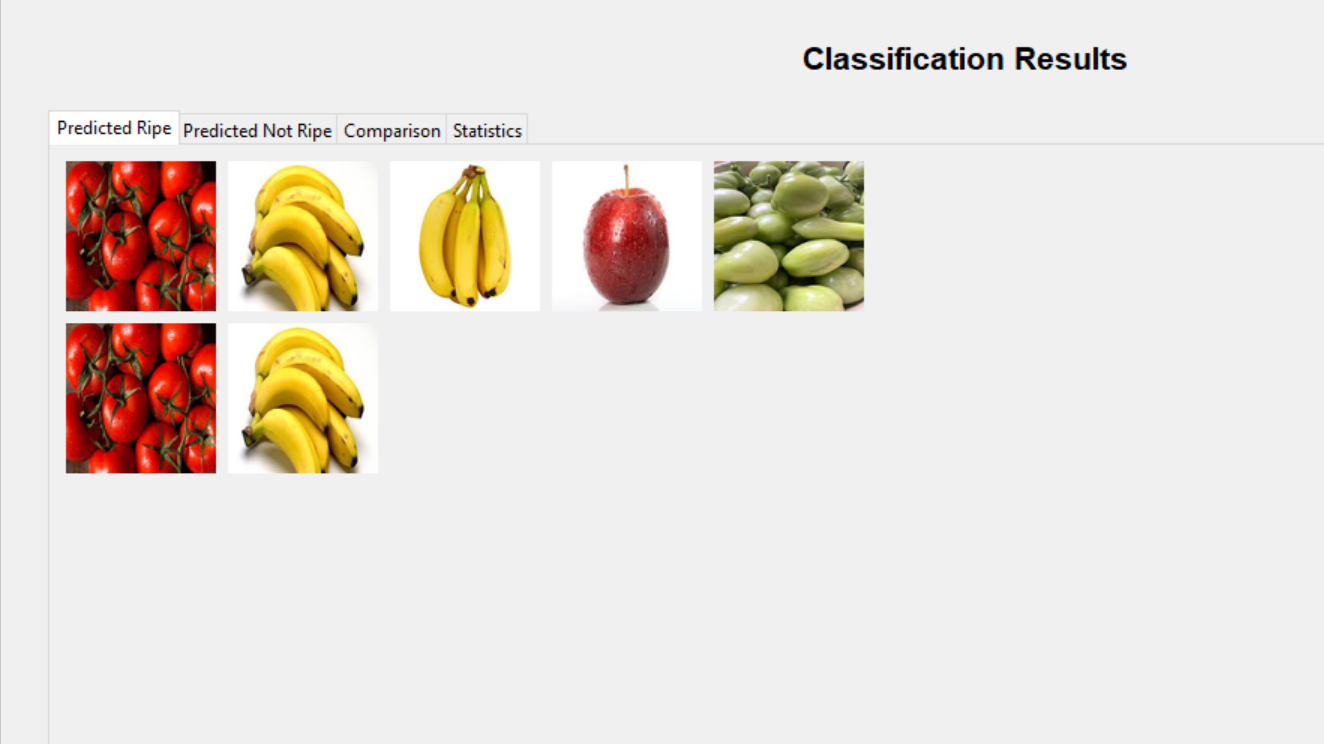 Classification Results
Predicted Ripe Predicted Not Ripe Comparison Statistics